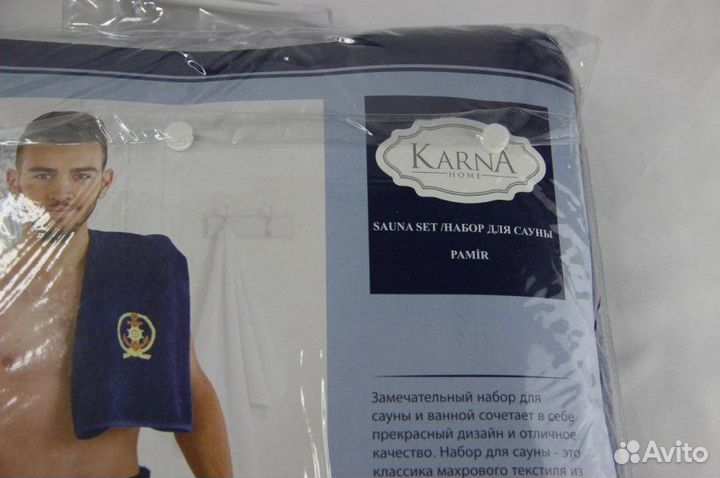 KARNA
HOME
SAUNA SET /НАБОР ДЛЯ САУНЫ
PAMİR
Замечательный набор для
сауны и ванной сочетает в себе
прекрасный дизайн и отличное
качество. Набор для сауны - это
классика махрового текстиля из
Avito